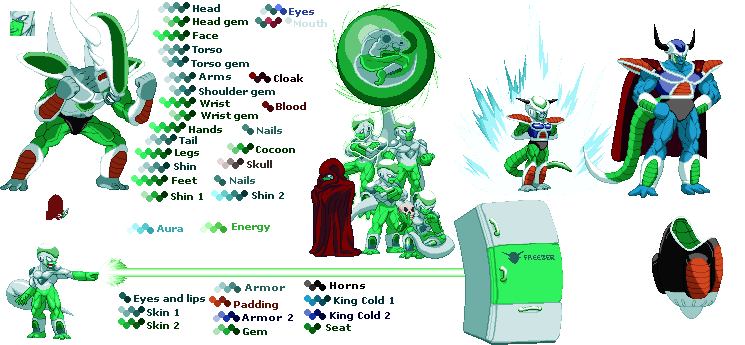 Head
Eyes
Head gem
Mouth
Face
Torso
Torso gem
Arms
Cloak
Shoulder gem
Wrist
Blood
Wrist gem
Hands
Nails
Tail
Legs
Cocoon
Shin
Skull
Feet
Nails
Shin 1
Shin 2
Aura
Energy
FREEZER
Eyes and lips
Skin 1
Skin 2
Armor
Padding
Armor 2
Gem
Horns
King Cold 1
King Cold 2
Seat